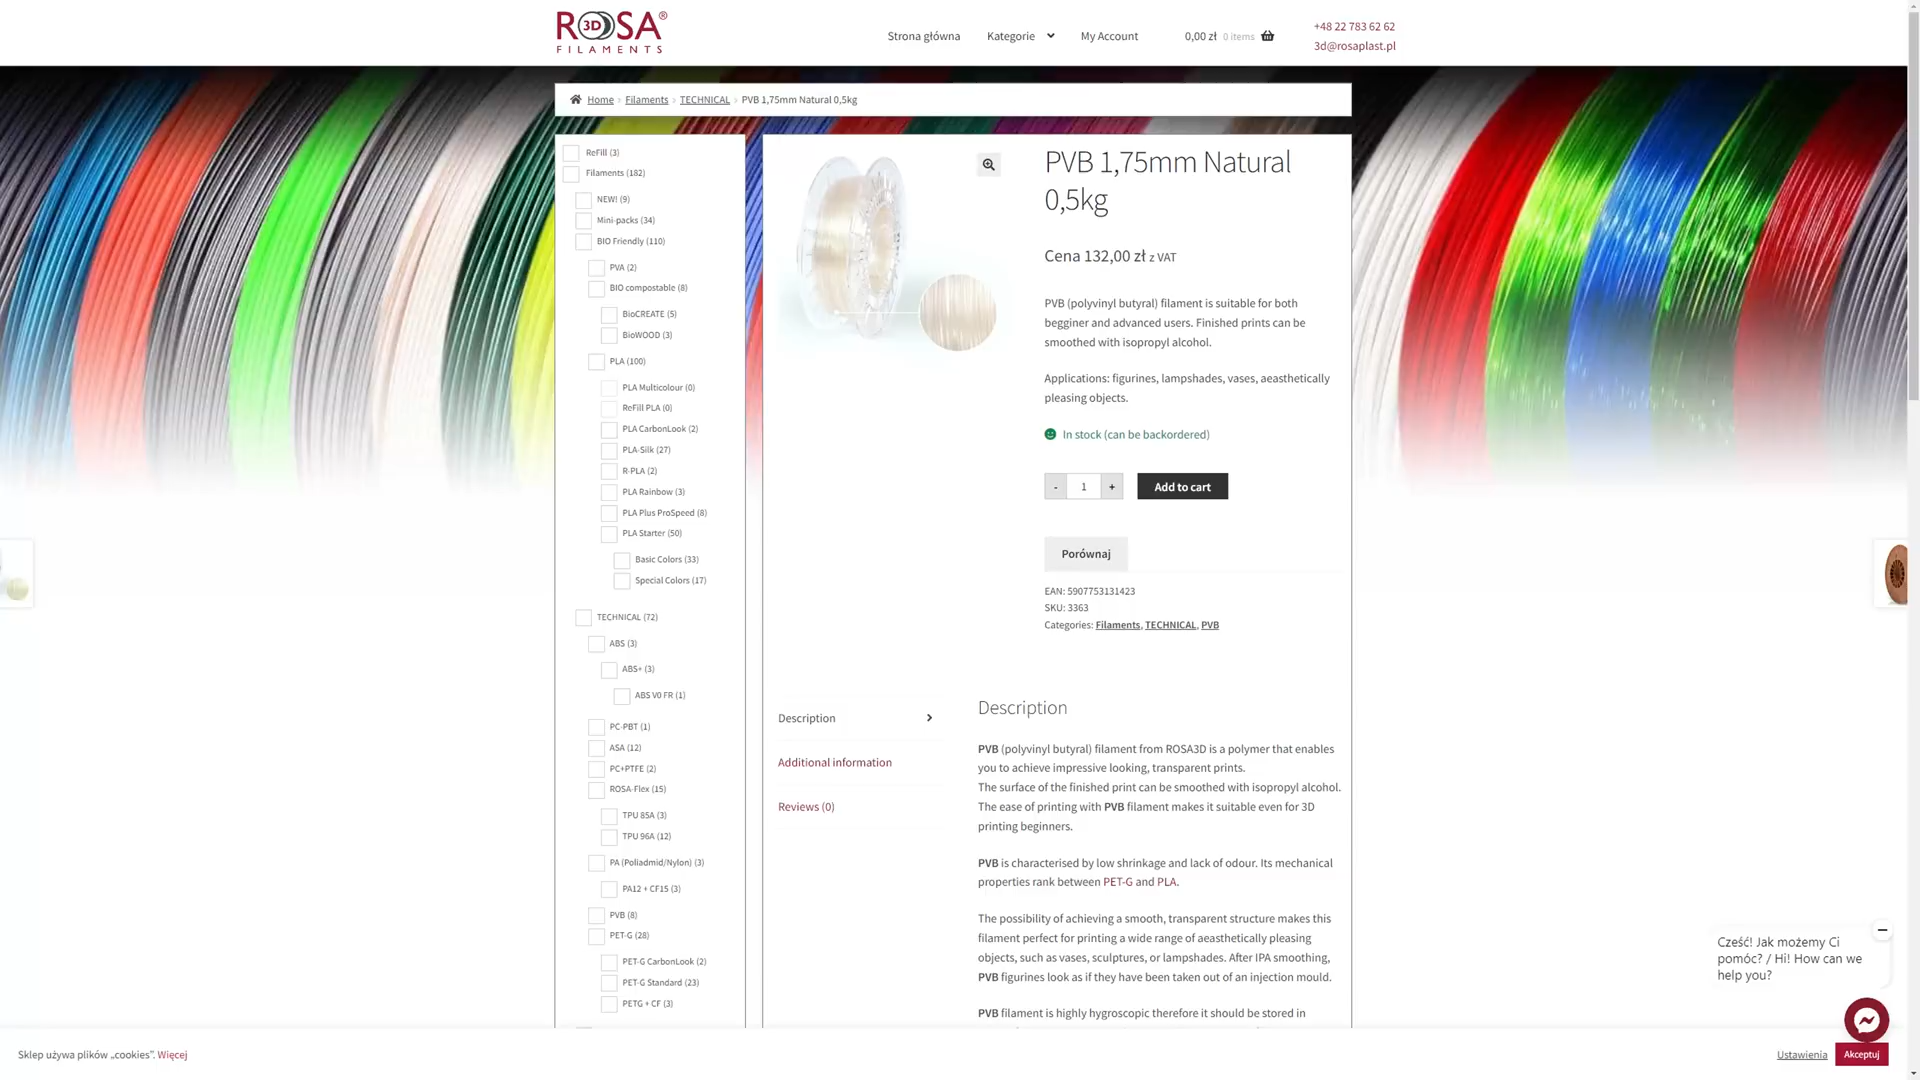 ROSA®
3D
FILAMENTS
Strona główna
Kategorie
My Account
0,00 zł 0 items
+48 22 783 62 62
3d@rosaplast.pl
Home › Filaments › TECHNICAL › PVB 1,75mm Natural 0,5kg
ReFill (3)
Filaments (182)
NEW! (9)
Mini-packs (34)
BIO Friendly (110)
PVA (2)
BIO compostable (8)
BioCREATE (5)
BioWOOD (3)
PLA (100)
PLA Multicolour (0)
ReFill PLA (0)
PLA CarbonLook (2)
PLA-Silk (27)
R-PLA (2)
PLA Rainbow (3)
PLA Plus ProSpeed (8)
PLA Starter (50)
Basic Colors (33)
Special Colors (17)
TECHNICAL (72)
ABS (3)
ABS+ (3)
ABS V0 FR (1)
PC-PBT (1)
ASA (12)
PC+PTFE (2)
ROSA-Flex (15)
TPU 85A (3)
TPU 96A (12)
PA (Poliadmid/Nylon) (3)
PA12 + CF15 (3)
PVB (8)
PET-G (28)
PET-G CarbonLook (2)
PET-G Standard (23)
PETG + CF (3)
PVB 1,75mm Natural
0,5kg
Cena 132,00 zł z VAT
PVB (polyvinyl butyral) filament is suitable for both
begginer and advanced users. Finished prints can be
smoothed with isopropyl alcohol.
Applications: figurines, lampshades, vases, aeasthetically
pleasing objects.
In stock (can be backordered)
- 1 +
Add to cart
Porównaj
EAN: 5907753131423
SKU: 3363
Categories: Filaments, TECHNICAL, PVB
Description
Additional information
Reviews (0)
Description
PVB (polyvinyl butyral) filament from ROSA3D is a polymer that enables
you to achieve impressive looking, transparent prints.
The surface of the finished print can be smoothed with isopropyl alcohol.
The ease of printing with PVB filament makes it suitable even for 3D
printing beginners.
PVB is characterised by low shrinkage and lack of odour. Its mechanical
properties rank between PET-G and PLA.
The possibility of achieving a smooth, transparent structure makes this
filament perfect for printing a wide range of aeasthetically pleasing
objects, such as vases, sculptures, or lampshades. After IPA smoothing,
PVB figurines look as if they have been taken out of an injection mould.
PVB filament is highly hygroscopic therefore it should be stored in
Cześć! Jak możemy Ci
pomóc? / Hi! How can we
help you?
Sklep używa plików „cookies”. Więcej
Ustawienia
Akceptuj